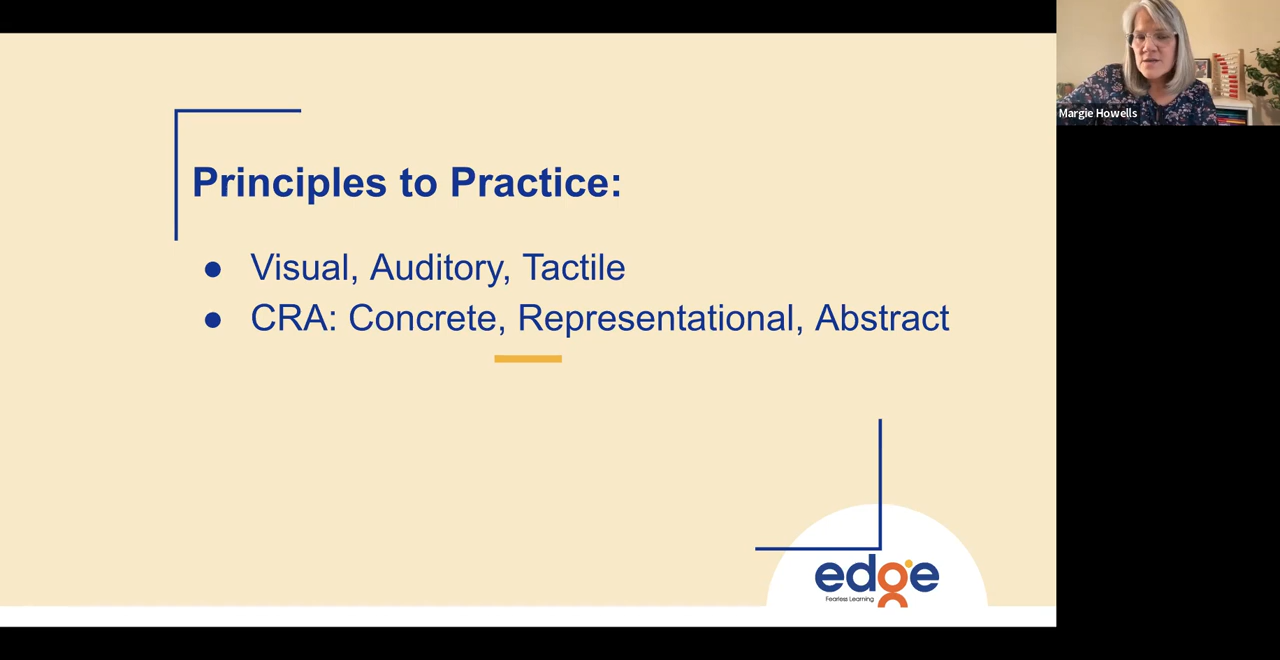 Margie Howells
Principles to Practice:
● Visual, Auditory, Tactile
● CRA: Concrete, Representational, Abstract
edge
Fearless Learning